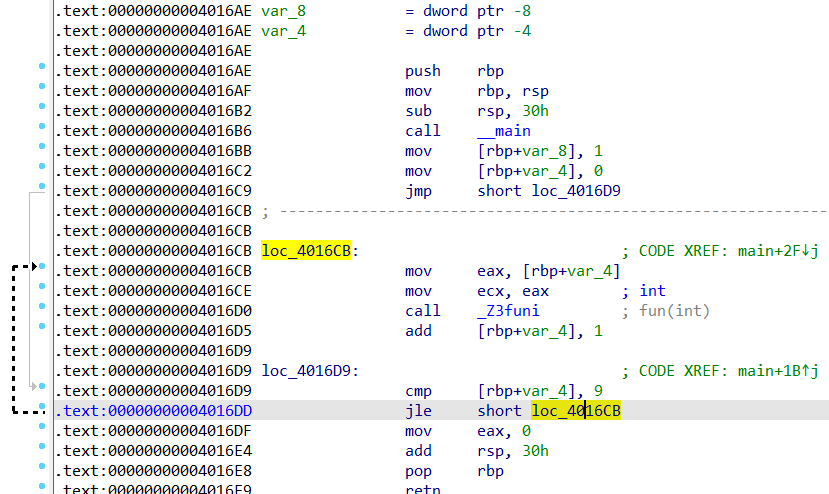 .text:00000000004016AE var_8 = dword ptr -8
.text:00000000004016AE var_4 = dword ptr -4
.text:00000000004016AE
.text:00000000004016AE push rbp
.text:00000000004016AF mov rbp, rsp
.text:00000000004016B2 sub rsp, 30h
.text:00000000004016B6 call __main
.text:00000000004016BB mov [rbp+var_8], 1
.text:00000000004016C2 mov [rbp+var_4], 0
.text:00000000004016C9 jmp short loc_4016D9
.text:00000000004016CB ; ---------------------------------------------------------------
.text:00000000004016CB
.text:00000000004016CB loc_4016CB: ; CODE XREF: main+2F↓j
.text:00000000004016CB mov eax, [rbp+var_4]
.text:00000000004016CE mov ecx, eax ; int
.text:00000000004016D0 call _Z3funi ; fun(int)
.text:00000000004016D5 add [rbp+var_4], 1
.text:00000000004016D9
.text:00000000004016D9 loc_4016D9: ; CODE XREF: main+1B↑j
.text:00000000004016D9 cmp [rbp+var_4], 9
.text:00000000004016DD jle short loc_4016CB
.text:00000000004016DF mov eax, 0
.text:00000000004016E4 add rsp, 30h
.text:00000000004016E8 pop rbp
.text:00000000004016E9 retn